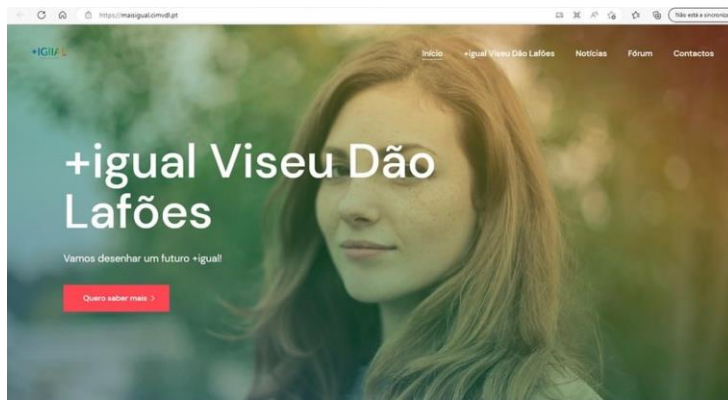 https://maisigual.cimvdl.pt
Não está a sincroniza
+IGUAL
Início +igual Viseu Dão Lafões Notícias Fórum Contactos
+igual Viseu Dão
Lafões
Vamos desenhar um futuro +igual!
Quero saber mais >